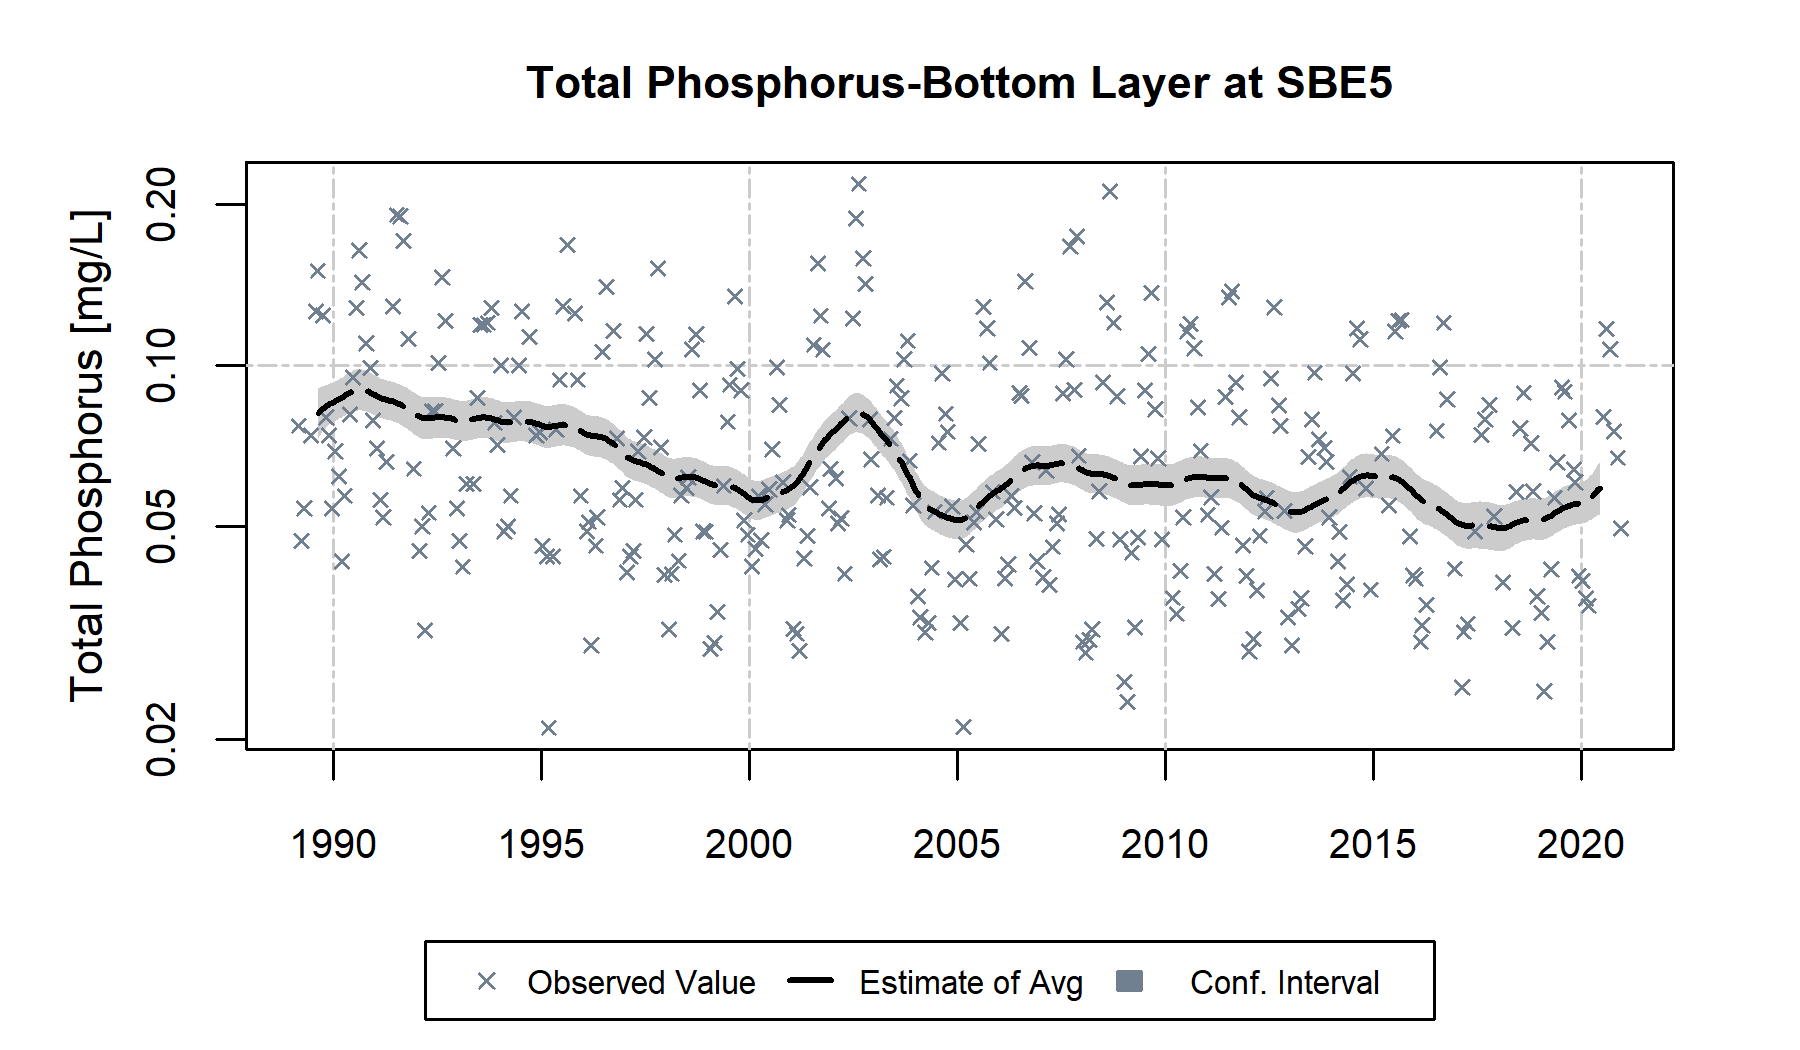 Total Phosphorus-Bottom Layer at SBE5
Total Phosphorus [mg/L]
0.20
0.10
0.05
0.02
1990 1995 2000 2005 2010 2015 2020
Observed Value Estimate of Avg Conf. Interval